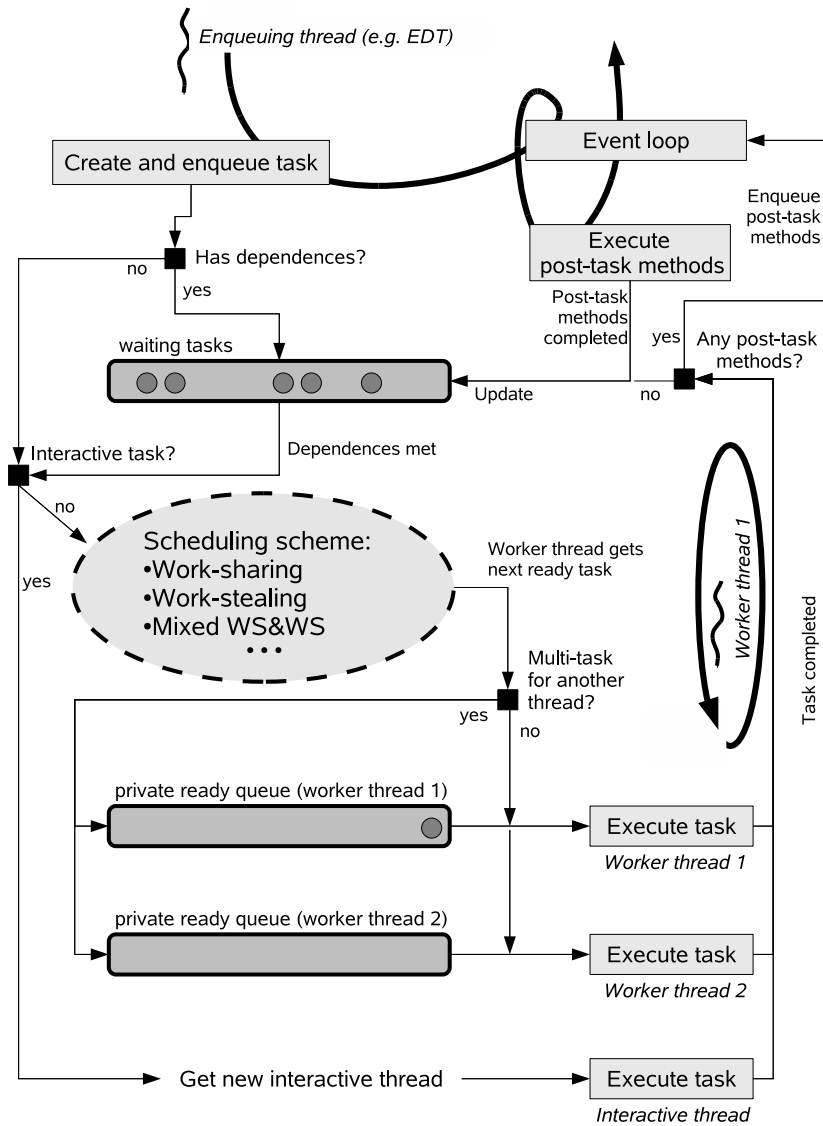 Enqueuing thread (e.g. EDT)
Create and enqueue task
Event loop
Enqueue
post-task
methods
Has dependences?
no
yes
Execute
post-task methods
Post-task
methods
completed
waiting tasks
yes
Any post-task
methods?
Update
no
Interactive task?
Dependences met
no
yes
Scheduling scheme:
•Work-sharing
•Work-stealing
•Mixed WS&WS
•••
Worker thread gets
next ready task
Worker thread 1
Task completed
Multi-task
for another
thread?
yes
no
private ready queue (worker thread 1)
Execute task
Worker thread 1
private ready queue (worker thread 2)
Execute task
Worker thread 2
Get new interactive thread
Execute task
Interactive thread